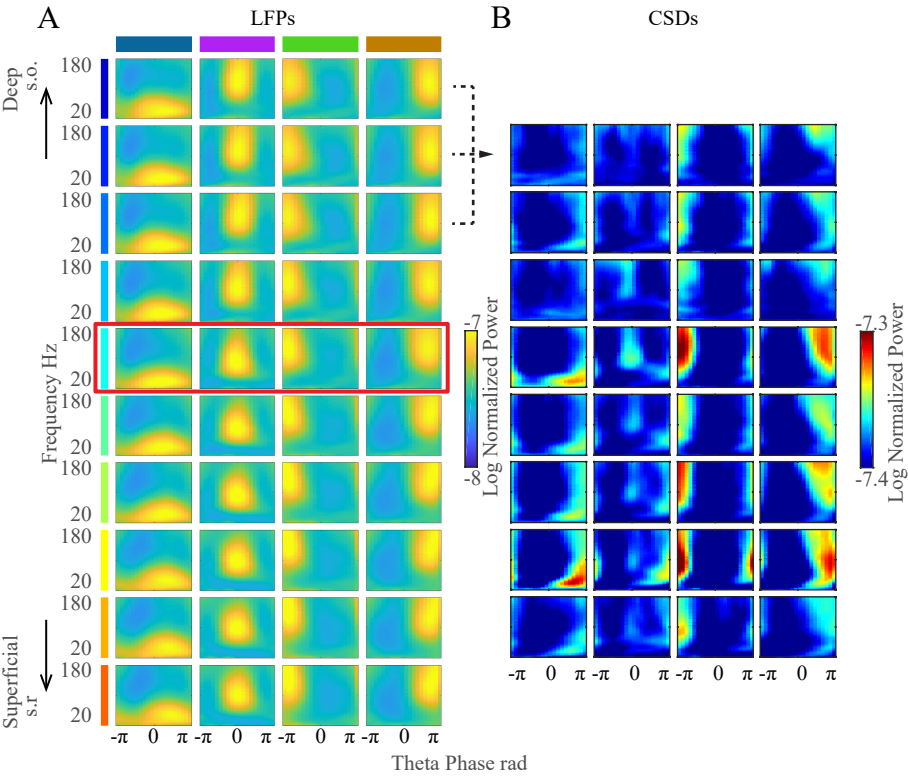 A
LFPs
B
CSDs
Deep
s.o.
180
20
180
20
180
20
180
20
180
20
180
20
180
20
180
20
180
20
180
20
Frequency Hz
Superficial
s.r
-7
-8
Log Normalized Power
-7.3
-7.4
Log Normalized Power
-π 0 π -π 0 π -π 0 π -π 0 π
-π 0 π -π 0 π -π 0 π -π 0 π
Theta Phase rad